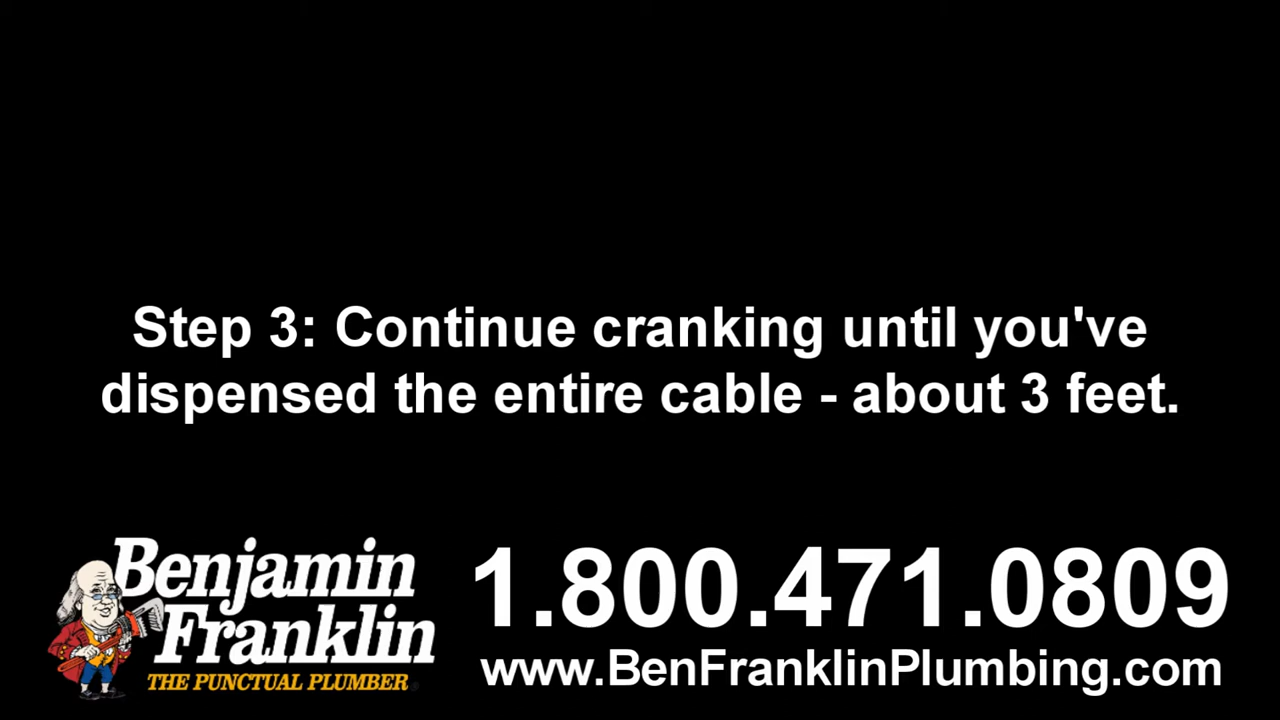 Step 3: Continue cranking until you've
dispensed the entire cable - about 3 feet.
Benjamin
Franklin
THE PUNCTUAL PLUMBER
1.800.471.0809
www.BenFranklinPlumbing.com